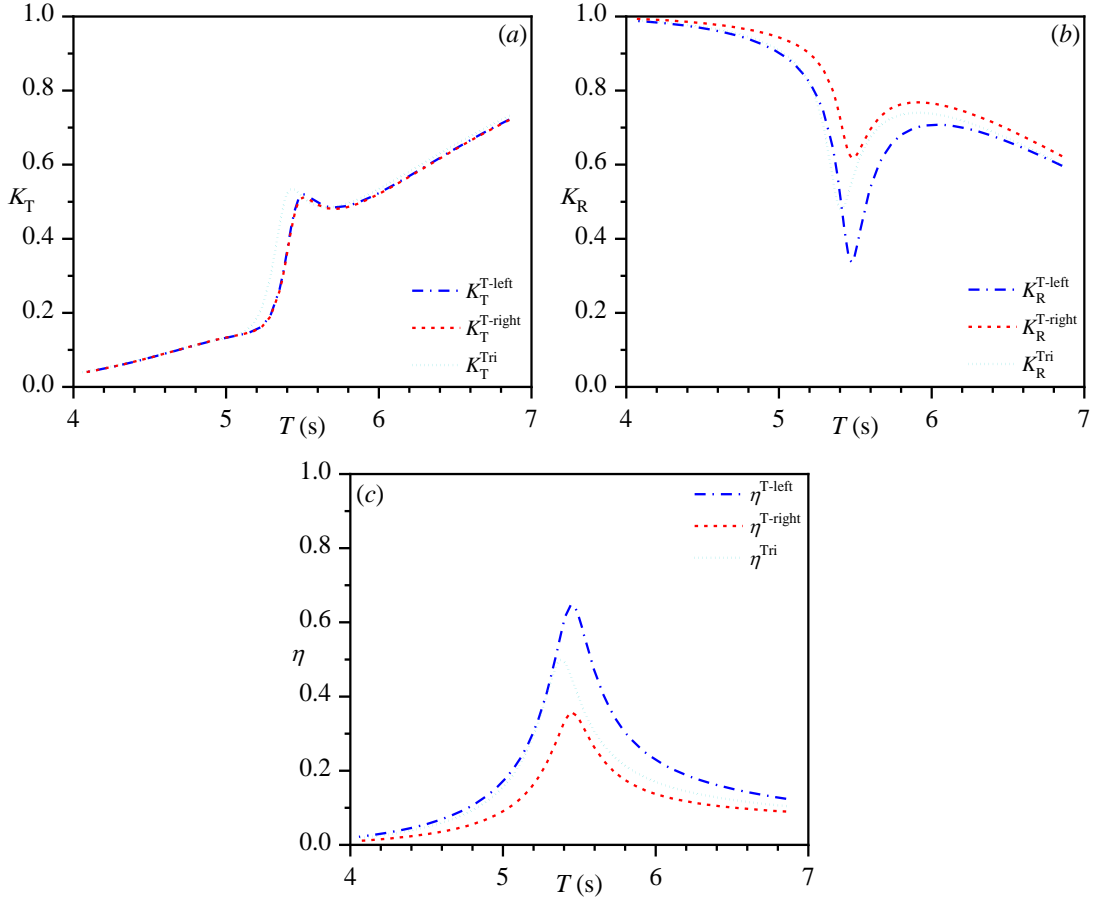 (a)
1.0
0.8
0.6
K_T
0.4
0.2
0.0
K_T^T-left
K_T^T-right
K_T^Tri
4 5 6 7
T (s)
(b)
1.0
0.8
0.6
K_R
0.4
0.2
0.0
K_R^T-left
K_R^T-right
K_R^Tri
4 5 6 7
T (s)
(c)
1.0
0.8
0.6
η
0.4
0.2
0.0
η^T-left
η^T-right
η^Tri
4 5 6 7
T (s)